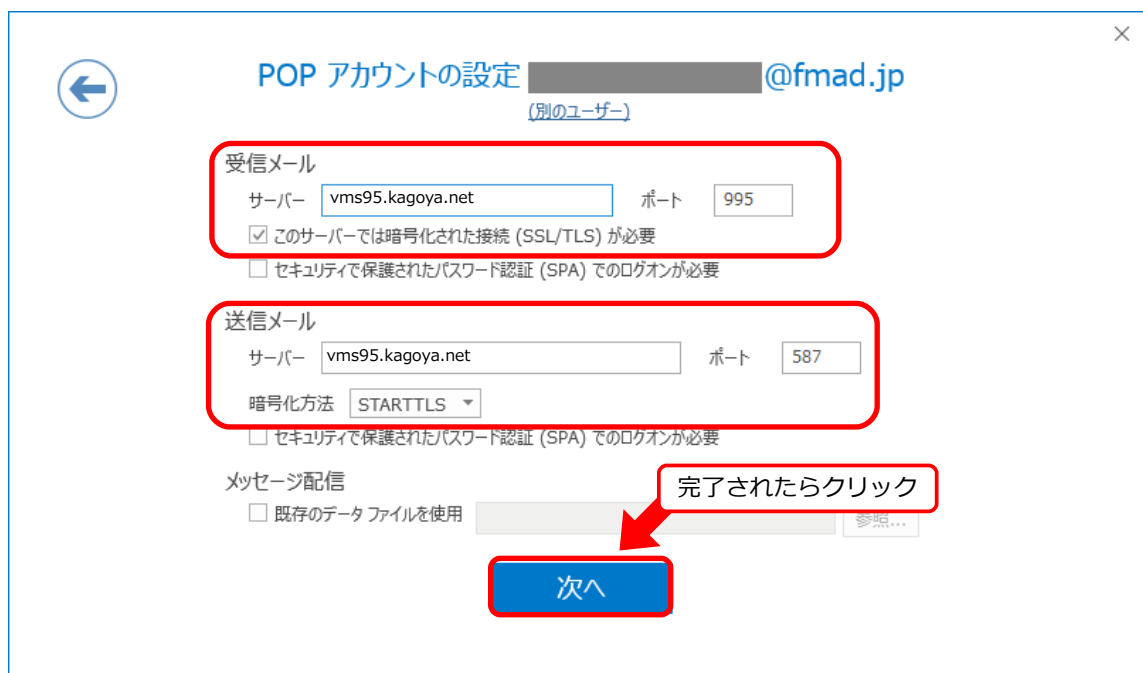 POP アカウントの設定 @fmad.jp
(別のユーザー)
受信メール
サーバー vms95.kagoya.net ポート 995
このサーバーでは暗号化された接続 (SSL/TLS) が必要
セキュリティで保護されたパスワード認証 (SPA) でのログオンが必要
送信メール
サーバー vms95.kagoya.net ポート 587
暗号化方法 STARTTLS
セキュリティで保護されたパスワード認証 (SPA) でのログオンが必要
メッセージ配信
完了されたらクリック
既存のデータ ファイルを使用 参照...
次へ